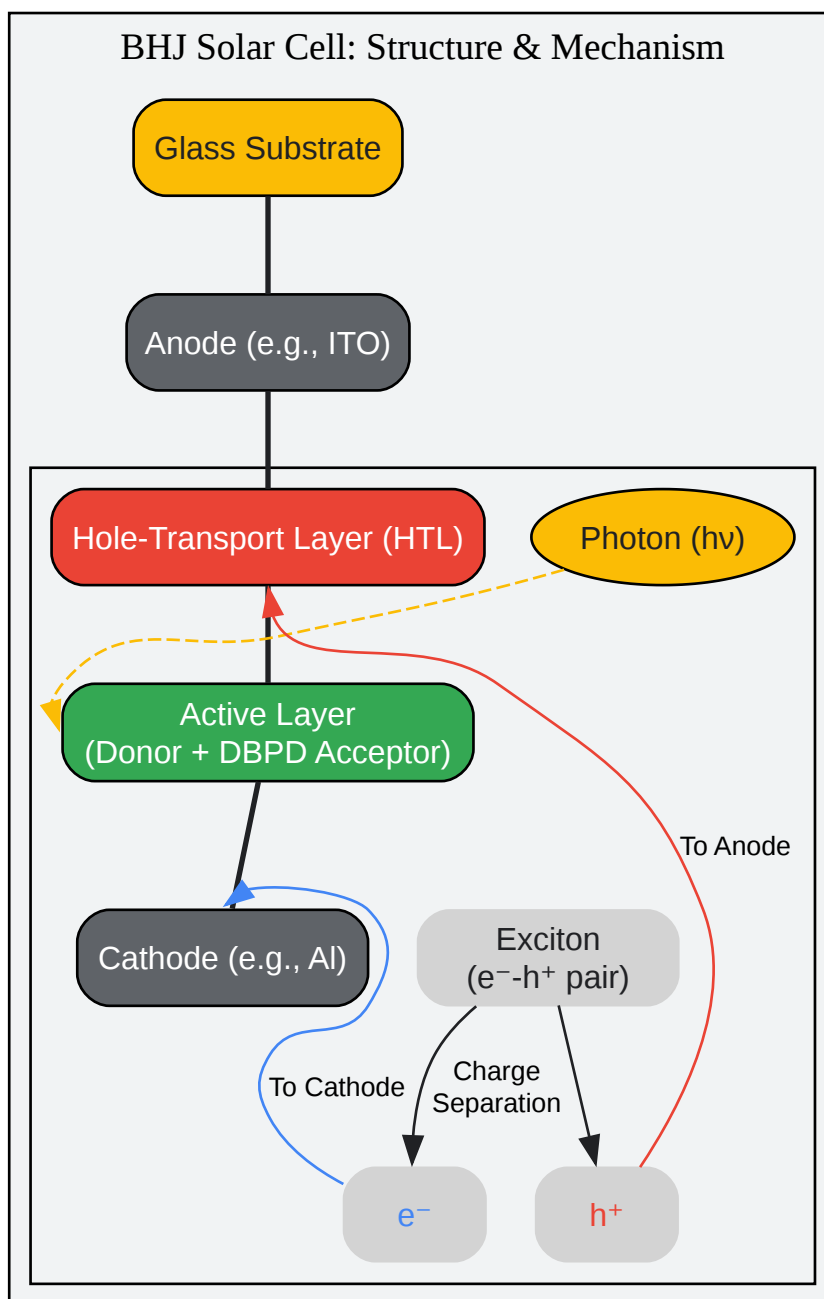 BHJ Solar Cell: Structure & Mechanism
Glass Substrate
Anode (e.g., ITO)
Hole-Transport Layer (HTL)
Photon (hν)
Active Layer
(Donor + DBPD Acceptor)
To Anode
Cathode (e.g., Al)
Exciton
(e⁻-h⁺ pair)
To Cathode
Charge
Separation
e⁻
h⁺